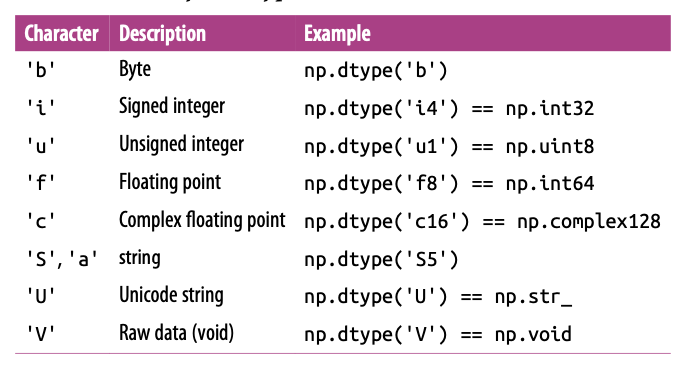 Character Description Example
'b' Byte np.dtype('b')
'i' Signed integer np.dtype('i4') == np.int32
'u' Unsigned integer np.dtype('u1') == np.uint8
'f' Floating point np.dtype('f8') == np.int64
'c' Complex floating point np.dtype('c16') == np.complex128
'S', 'a' string np.dtype('S5')
'U' Unicode string np.dtype('U') == np.str_
'V' Raw data (void) np.dtype('V') == np.void